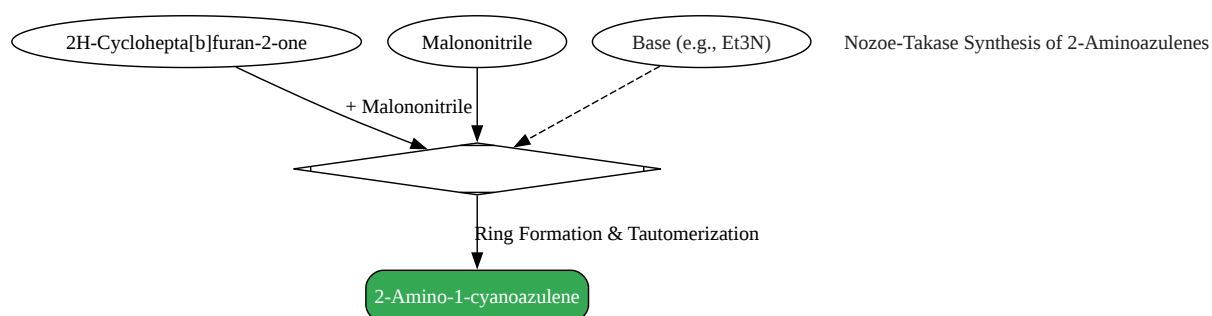 2H-Cyclohepta[b]furan-2-one
Malononitrile
Base (e.g., Et3N)
Nozoe-Takase Synthesis of 2-Aminoazulenes
+ Malononitrile
Ring Formation & Tautomerization
2-Amino-1-cyanoazulene